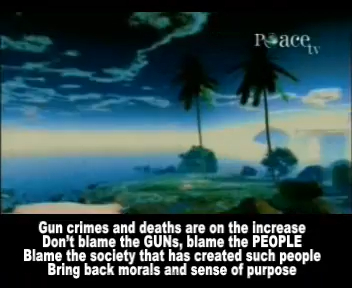 Peace
tv
Gun crimes and deaths are on the increase
Don't blame the GUNs, blame the PEOPLE
Blame the society that has created such people
Bring back morals and sense of purpose